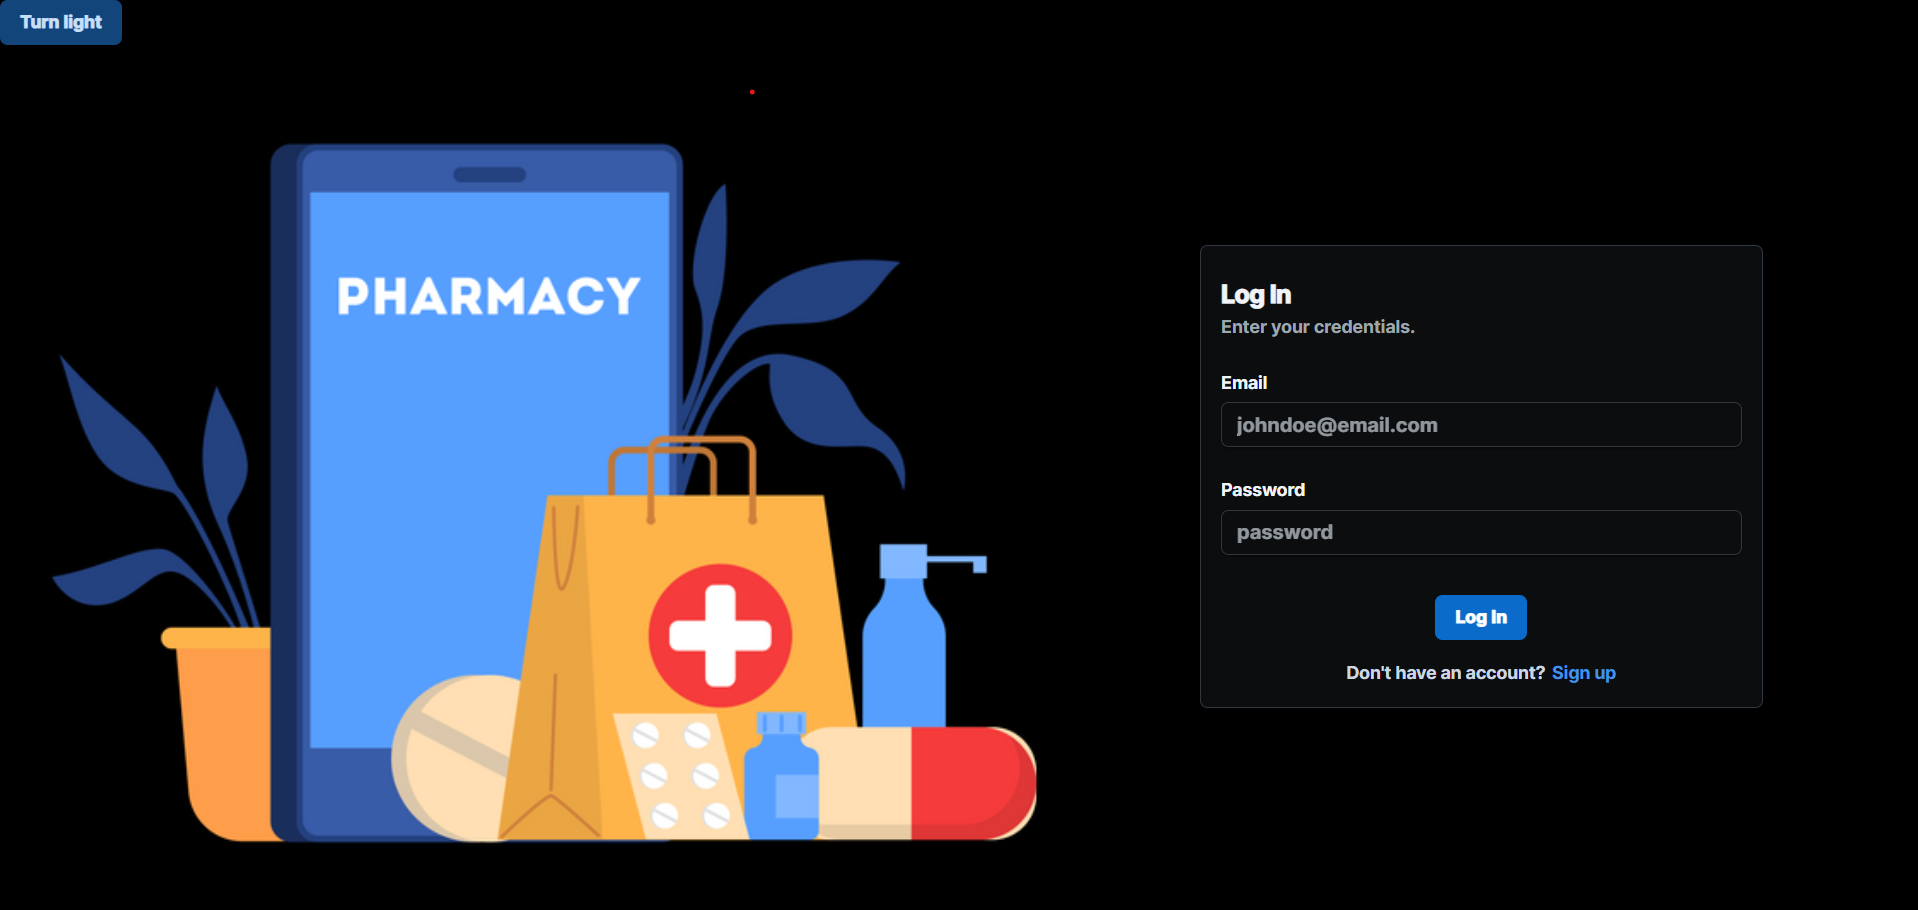 Turn light
PHARMACY
Log In
Enter your credentials.
Email
johndoe@email.com
Password
password
Log In
Don't have an account? Sign up